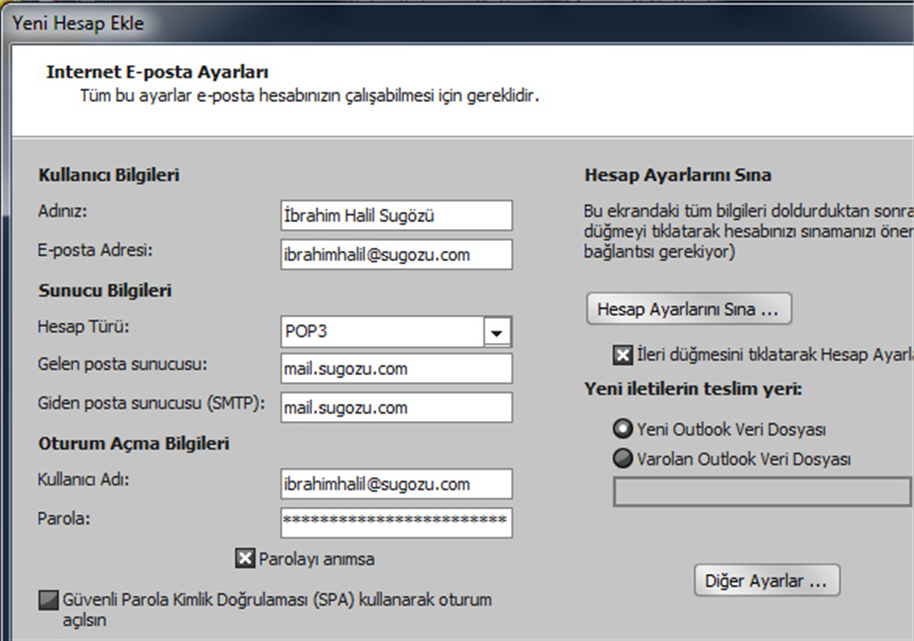 Yeni Hesap Ekle
Internet E-posta Ayarları
Tüm bu ayarlar e-posta hesabınızın çalışabilmesi için gereklidir.
Kullanıcı Bilgileri
Adınız:
İbrahim Halil Sugözü
E-posta Adresi:
ibrahimhalil@sugozu.com
Sunucu Bilgileri
Hesap Türü:
POP3
Gelen posta sunucusu:
mail.sugozu.com
Giden posta sunucusu (SMTP):
mail.sugozu.com
Oturum Açma Bilgileri
Kullanıcı Adı:
ibrahimhalil@sugozu.com
Parola:
************************
Parolayı anımsa
Güvenli Parola Kimlik Doğrulaması (SPA) kullanarak oturum
açılsın
Hesap Ayarlarını Sına
Bu ekrandaki tüm bilgileri doldurduktan sonra
düğmeyi tıklatarak hesabınızı sınamanızı öner
bağlantısı gerekiyor)
Hesap Ayarlarını Sına ...
İleri düğmesini tıklatarak Hesap Ayarla
Yeni iletilerin teslim yeri:
Yeni Outlook Veri Dosyası
Varolan Outlook Veri Dosyası
Diğer Ayarlar ...